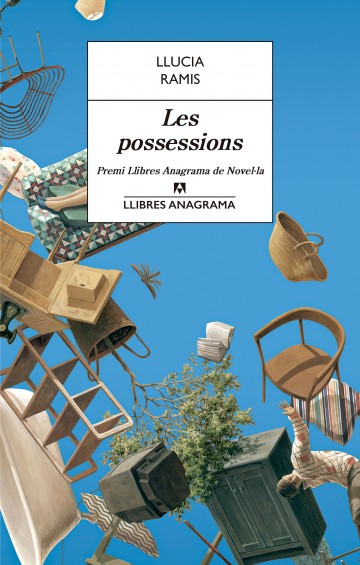 LLUCIA
RAMIS
Les
possessions
Premi Llibres Anagrama de Novel·la
LLIBRES ANAGRAMA